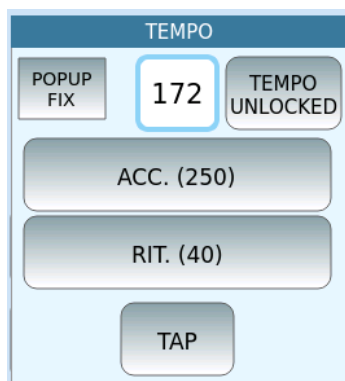 TEMPO
POPUP
FIX
172
TEMPO
UNLOCKED
ACC. (250)
RIT. (40)
TAP